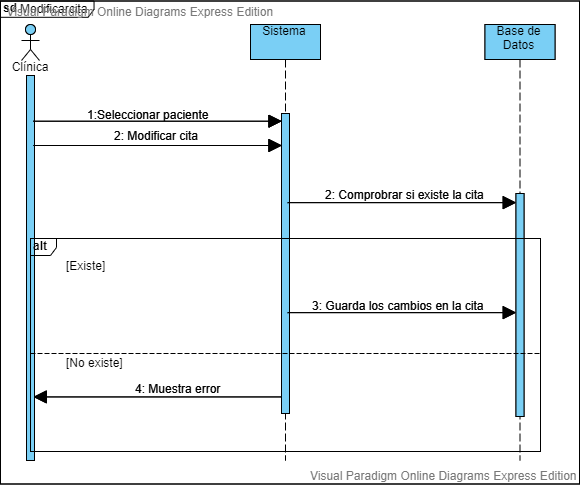 sd Modificarcita
Visual Paradigm Online Diagrams Express Edition
Clínica
Sistema
Base de
Datos
1:Seleccionar paciente
2: Modificar cita
2: Comprobrar si existe la cita
alt
[Existe]
3: Guarda los cambios en la cita
[No existe]
4: Muestra error
Visual Paradigm Online Diagrams Express Edition